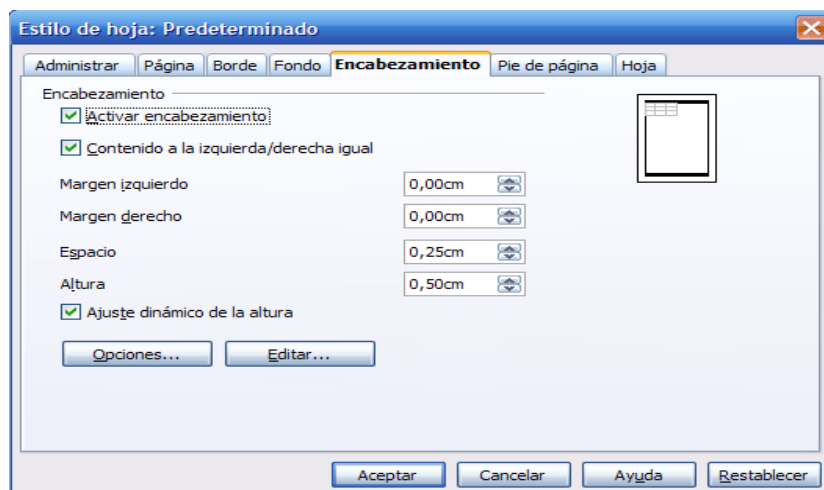 Estilo de hoja: Predeterminado
Administrar Página Borde Fondo Encabezamiento Pie de página Hoja
Encabezamiento
Activar encabezamiento
Contenido a la izquierda/derecha igual
Margen izquierdo 0,00cm
Margen derecho 0,00cm
Espacio 0,25cm
Altura 0,50cm
Ajuste dinámico de la altura
Opciones... Editar...
Aceptar Cancelar Ayuda Restablecer